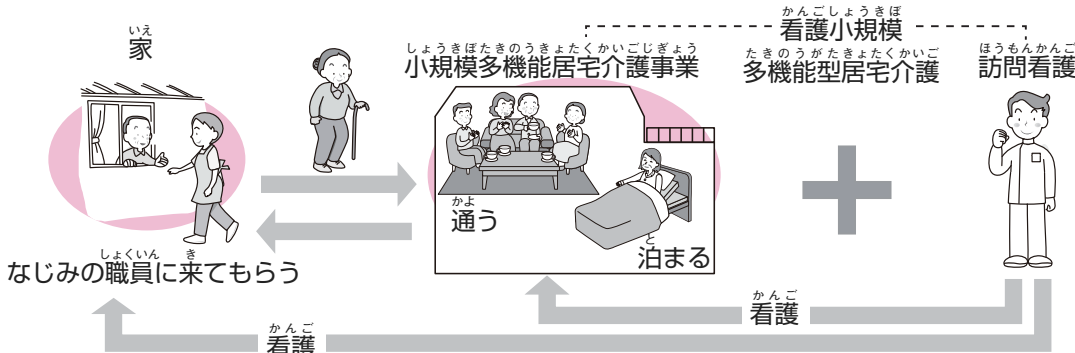 いえ
家
かんごしょうきぼ
看護小規模
しょうきぼたきのうきょたくかいごじぎょう
小規模多機能居宅介護事業
たきのうがたきょたくかいご
多機能型居宅介護
ほうもんかんご
訪問看護
かよ
通う
と
泊まる
しょくいん き
なじみの職員に来てもらう
かんご
看護
かんご
看護